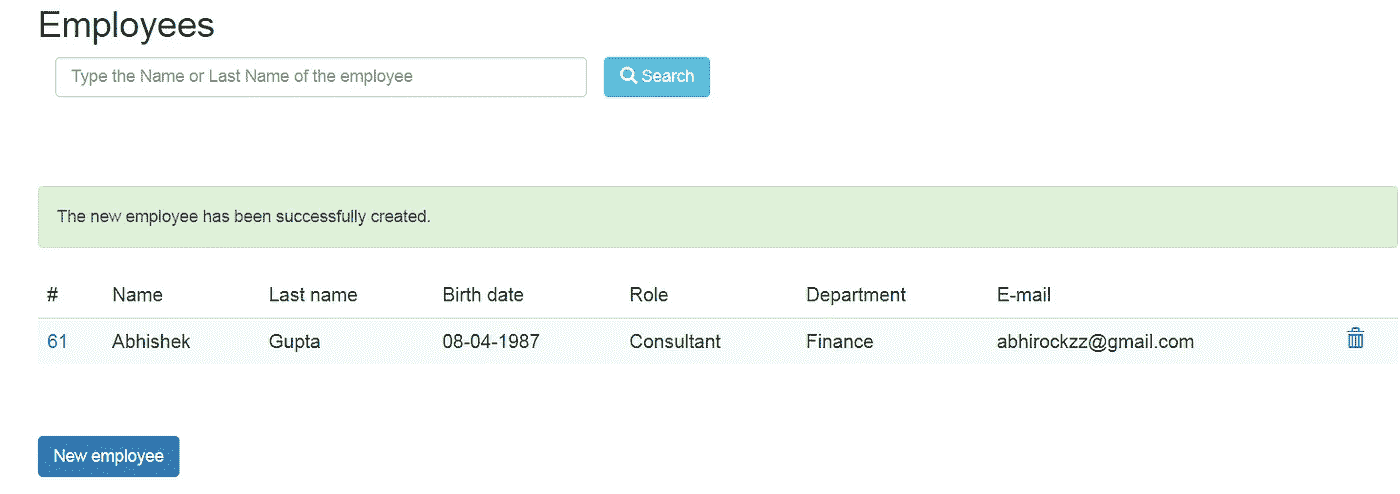 Employees
Type the Name or Last Name of the employee
Search
The new employee has been successfully created.
# Name Last name Birth date Role Department E-mail
61 Abhishek Gupta 08-04-1987 Consultant Finance abhirockzz@gmail.com
New employee